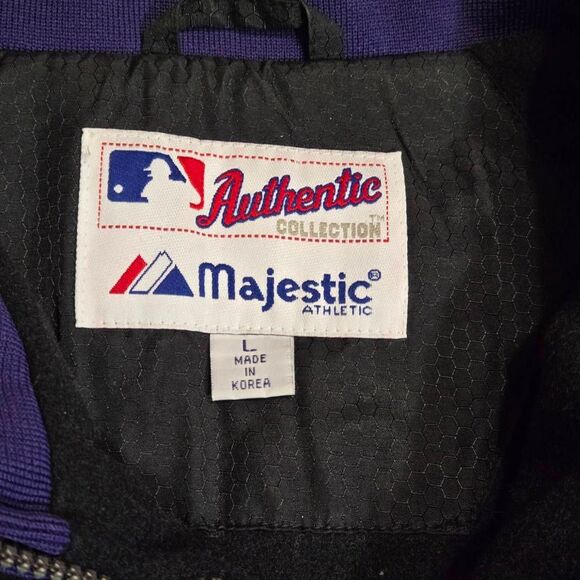 Authentic
COLLECTION™
Majestic®
ATHLETIC
L
MADE
IN
KOREA